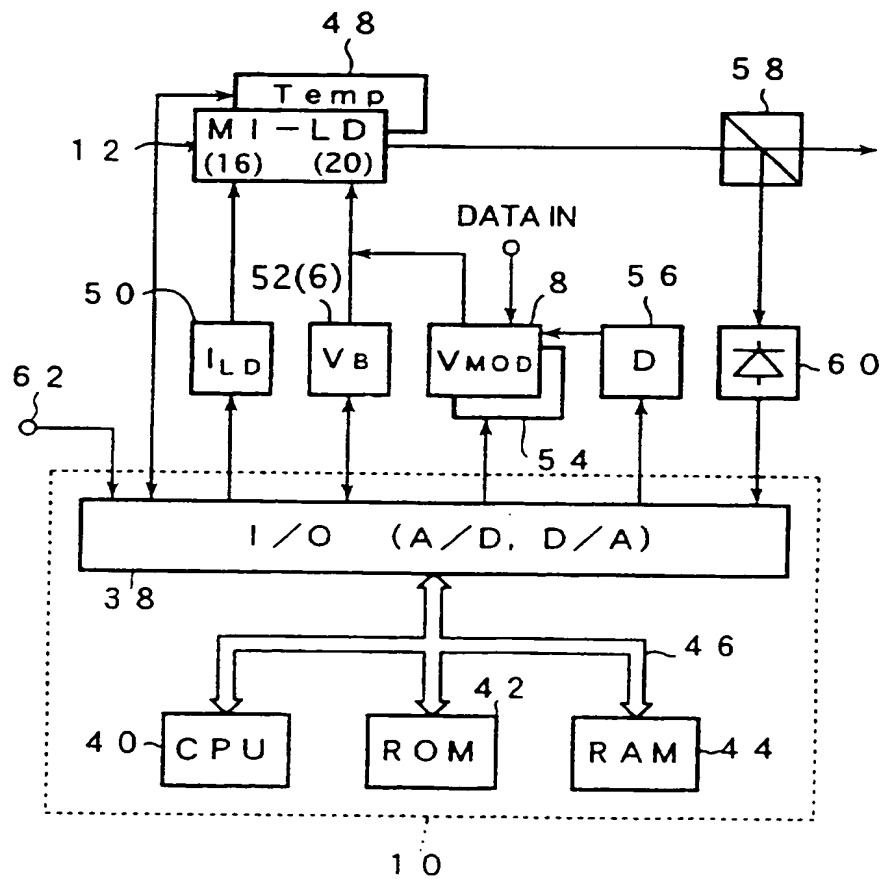 48
58
Temp
MI-LD
12
(16) (20)
DATA IN
52(6)
8
56
50
ILD
VB
VMOD
D
60
62
54
I/O (A/D, D/A)
38
46
42
40
CPU
ROM
RAM
44
10